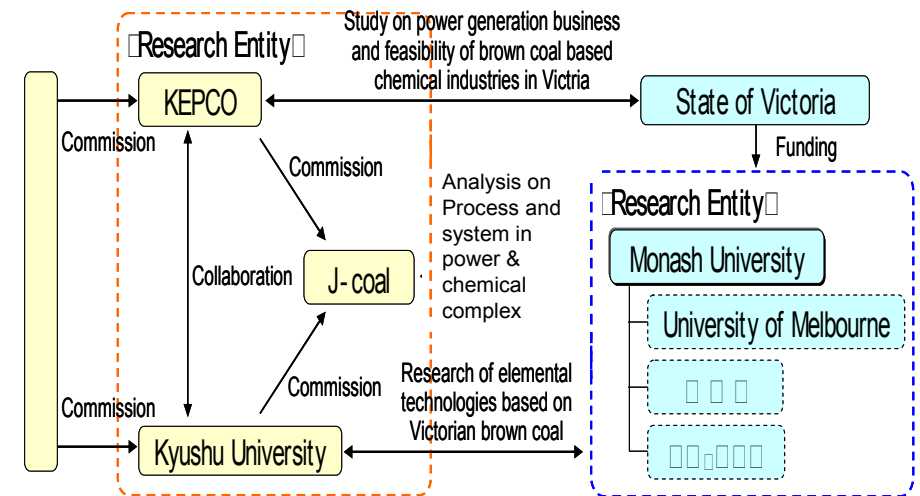 Study on power generation business
and feasibility of brown coal based
chemical industries in Victria
□Research Entity□
KEPCO
State of Victoria
Commission
Funding
Commission
Analysis on
Process and
system in
power &
chemical
complex
□Research Entity□
Monash University
Collaboration
J-coal
University of Melbourne
Commission
Research of elemental
technologies based on
Victorian brown coal
□ □ □
Commission
Kyushu University
□□,□□□□